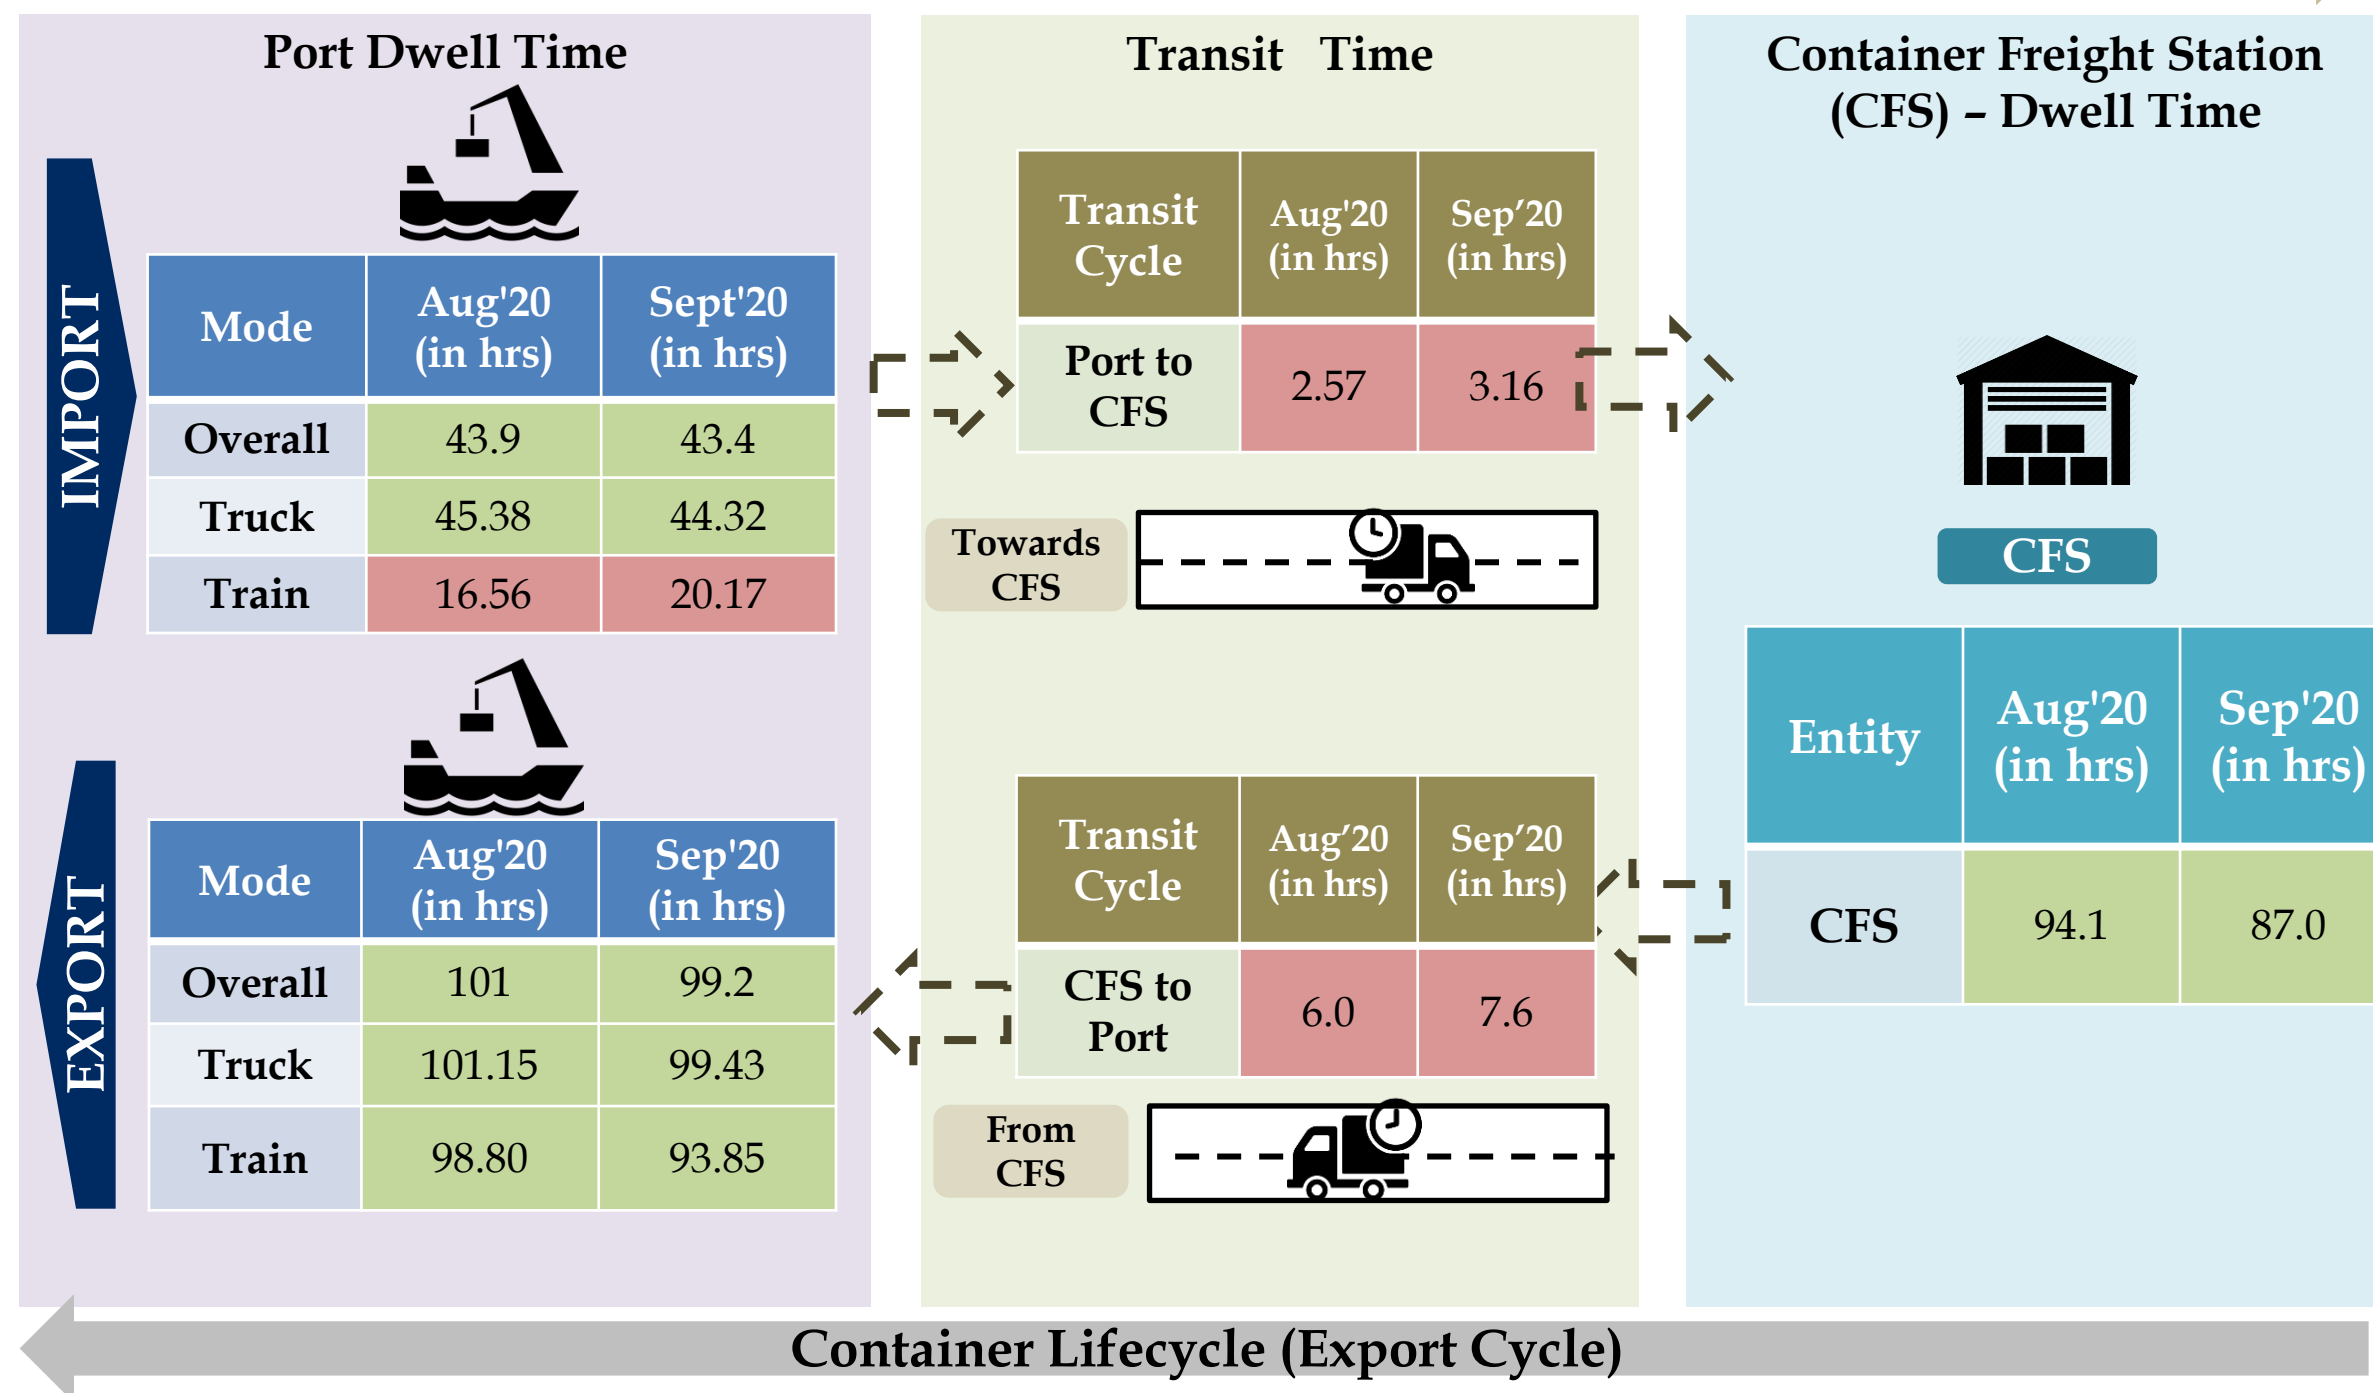 Port Dwell Time
IMPORT
Mode Aug'20 (in hrs) Sept'20 (in hrs)
Overall 43.9 43.4
Truck 45.38 44.32
Train 16.56 20.17
EXPORT
Mode Aug'20 (in hrs) Sep'20 (in hrs)
Overall 101 99.2
Truck 101.15 99.43
Train 98.80 93.85
Transit Time
Transit Cycle Aug'20 (in hrs) Sep’20 (in hrs)
Port to CFS 2.57 3.16
Towards
CFS
Transit Cycle Aug’20 (in hrs) Sep’20 (in hrs)
CFS to Port 6.0 7.6
From
CFS
Container Freight Station
(CFS) – Dwell Time
CFS
Entity Aug'20 (in hrs) Sep'20 (in hrs)
CFS 94.1 87.0
Container Lifecycle (Export Cycle)